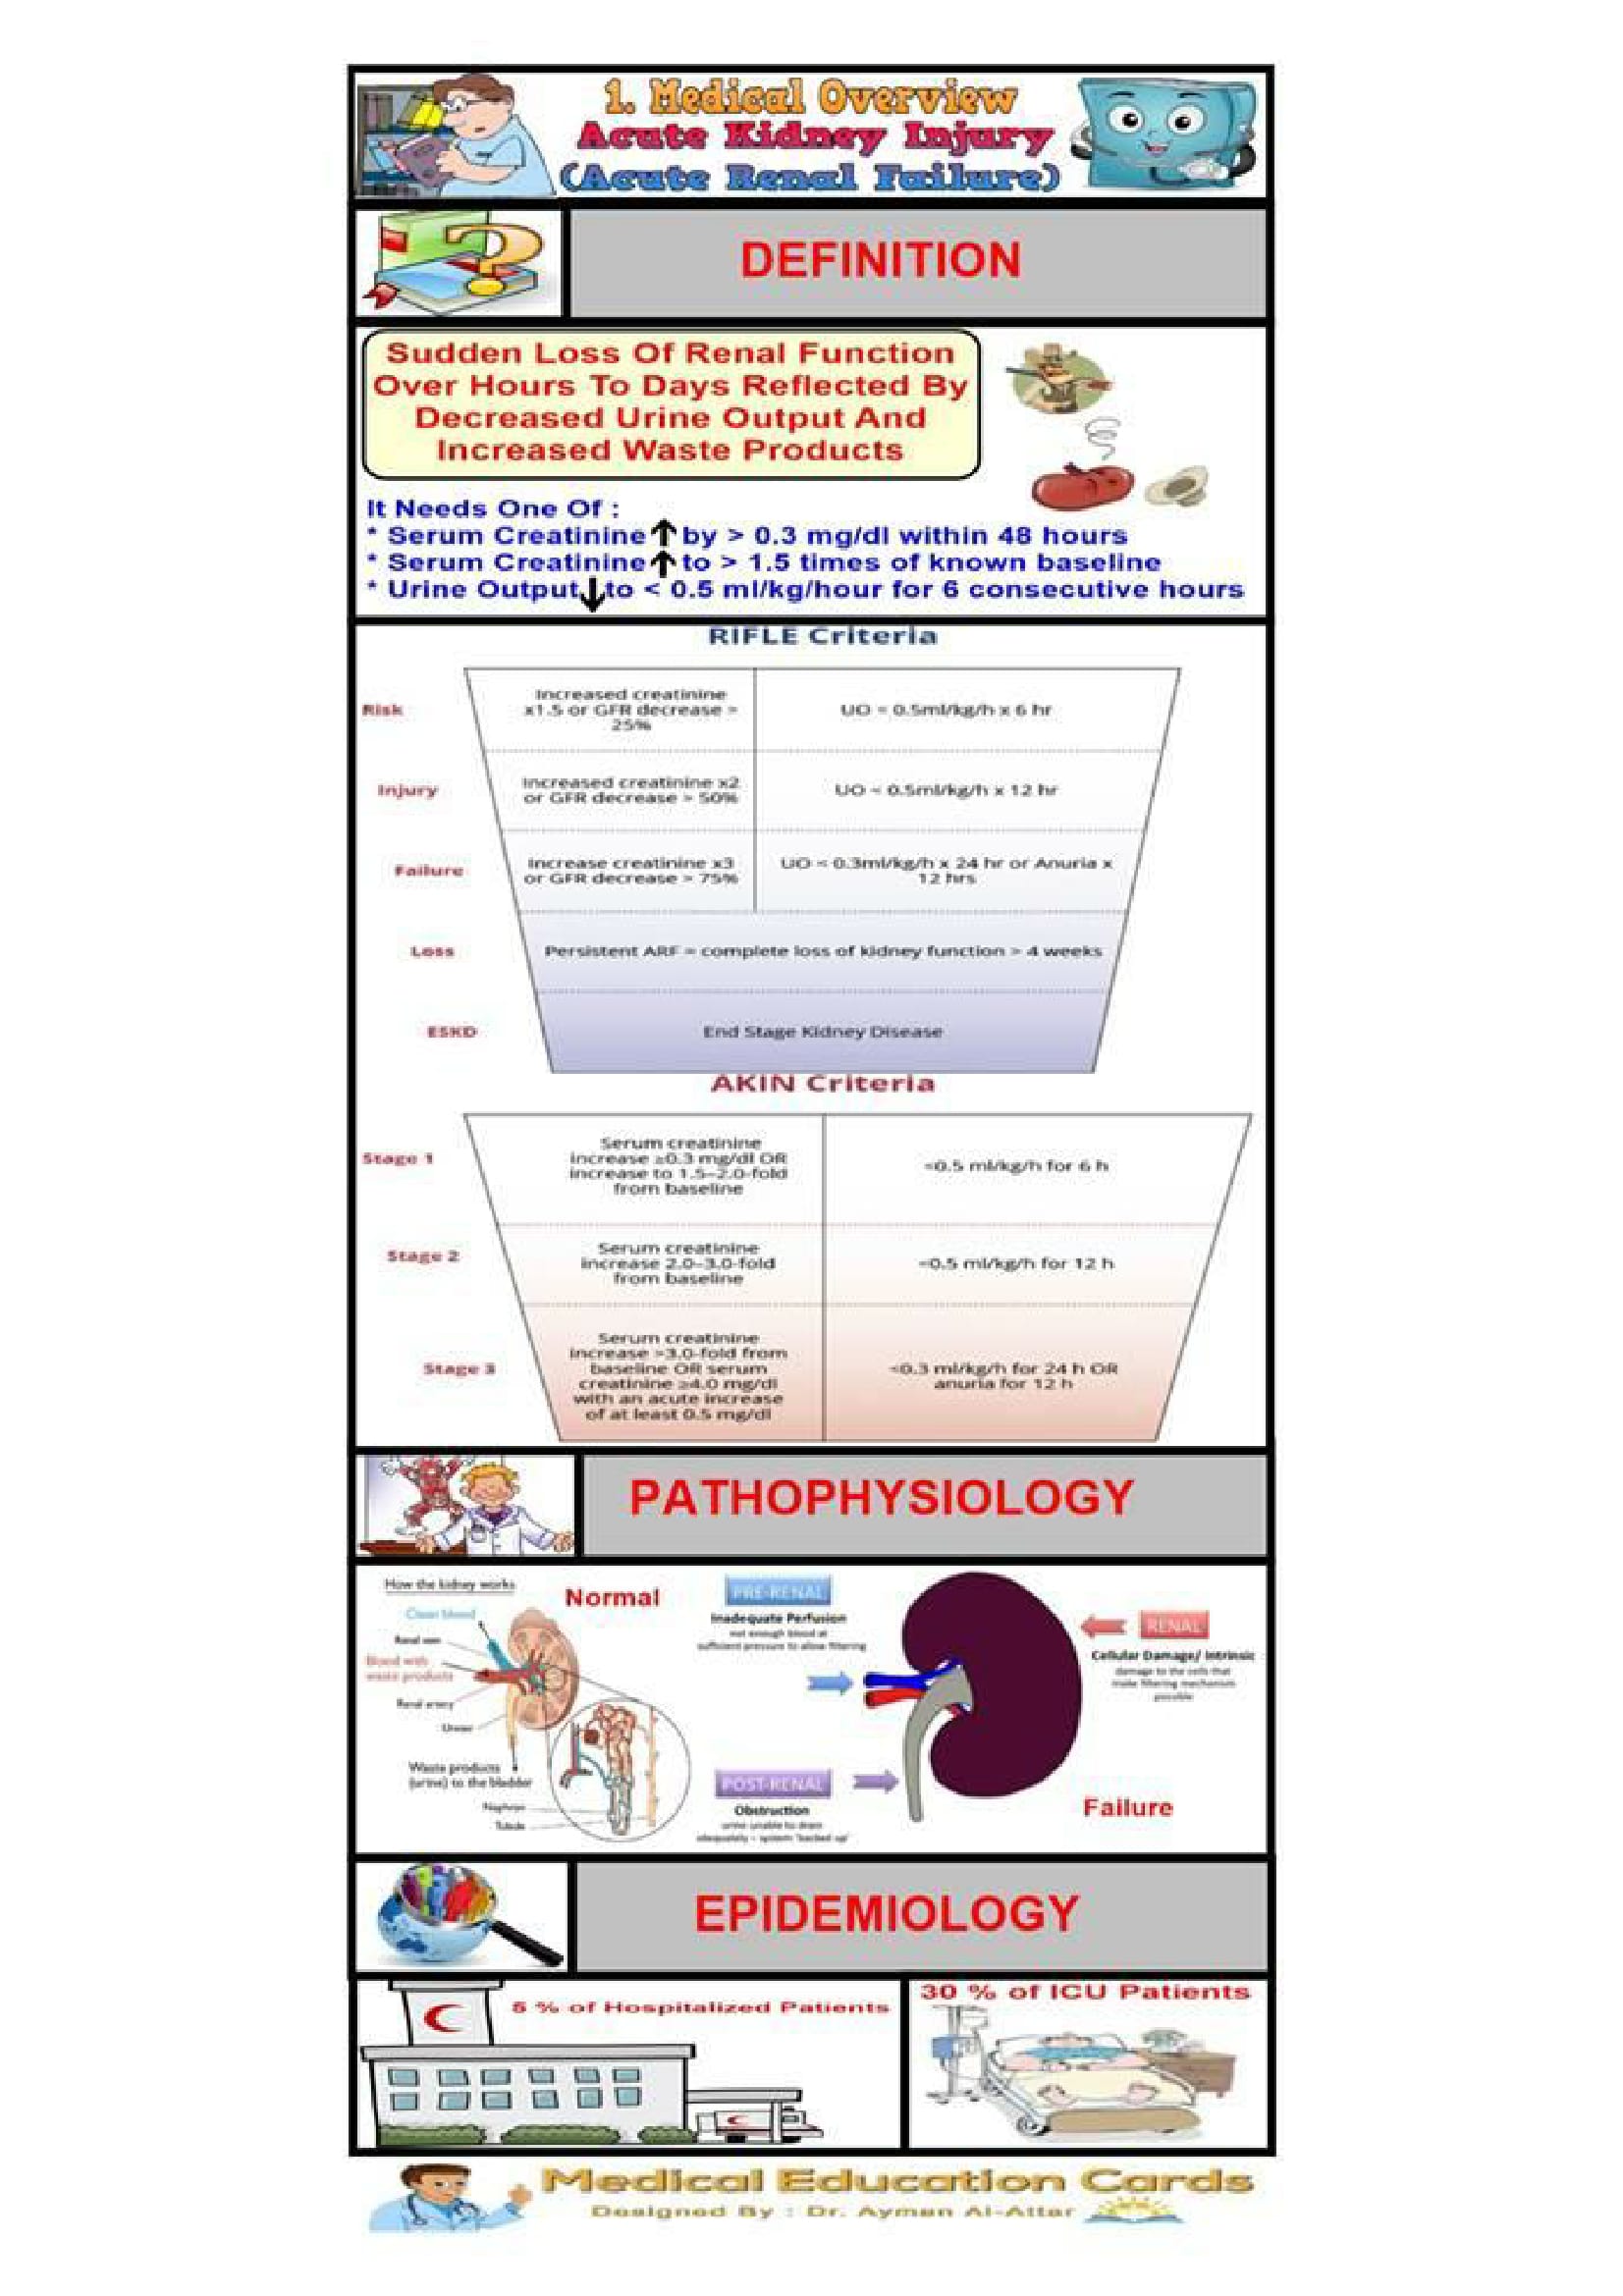 1. Medical Overview
Acute Kidney Injury
(Acute Renal Failure)
DEFINITION
Sudden Loss Of Renal Function
Over Hours To Days Reflected By
Decreased Urine Output And
Increased Waste Products
It Needs One Of :
* Serum Creatinine ↑ by > 0.3 mg/dl within 48 hours
* Serum Creatinine ↑ to > 1.5 times of known baseline
* Urine Output ↓ to < 0.5 ml/kg/hour for 6 consecutive hours
RIFLE Criteria
Risk
Increased creatinine
x1.5 or GFR decrease >
25%
UO < 0.5ml/kg/h x 6 hr
Injury
Increased creatinine x2
or GFR decrease > 50%
UO < 0.5ml/kg/h x 12 hr
Failure
Increase creatinine x3
or GFR decrease > 75%
UO < 0.3ml/kg/h x 24 hr or Anuria x
12 hrs
Loss
Persistent ARF = complete loss of kidney function > 4 weeks
ESKD
End Stage Kidney Disease
AKIN Criteria
Stage 1
Serum creatinine
increase ≥0.3 mg/dl OR
increase to 1.5–2.0-fold
from baseline
<0.5 ml/kg/h for 6 h
Stage 2
Serum creatinine
increase 2.0–3.0-fold
from baseline
<0.5 ml/kg/h for 12 h
Stage 3
Serum creatinine
increase >3.0-fold from
baseline OR serum
creatinine ≥4.0 mg/dl
with an acute increase
of at least 0.5 mg/dl
<0.3 ml/kg/h for 24 h OR
anuria for 12 h
PATHOPHYSIOLOGY
How the kidney works
Normal
Clean blood
Renal vein
Blood with
waste products
Renal artery
Ureter
Waste products
(urine) to the bladder
Nephron
Tubule
PRE-RENAL
Inadequate Perfusion
not enough blood at
sufficient pressure to allow filtering
RENAL
Cellular Damage/ Intrinsic
damage to the cells that
make filtering mechanism
possible
POST-RENAL
Obstruction
urine unable to drain
adequately – system 'backed up'
Failure
EPIDEMIOLOGY
5 % of Hospitalized Patients
30 % of ICU Patients
Medical Education Cards
Designed By : Dr. Ayman Al-Attar